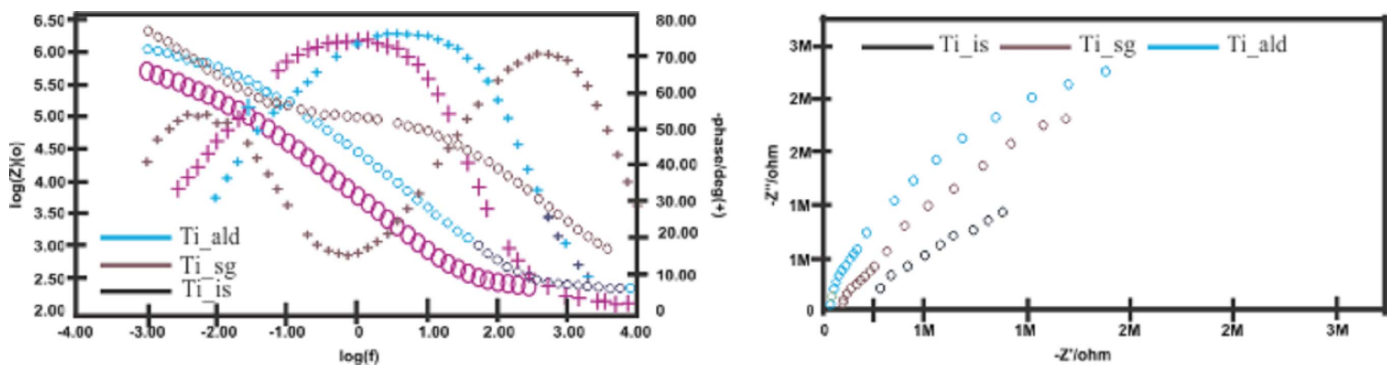 6.50
6.00
5.50
5.00
4.50
4.00
3.50
3.00
2.50
2.00
log(Z)(o)
-4.00 -3.00 -2.00 -1.00 0 1.00 2.00 3.00 4.00
log(f)
80.00
70.00
60.00
50.00
40.00
30.00
20.00
10.00
0
-phase/deg(+)
Ti_ald
Ti_sg
Ti_is
3M
2M
2M
1M
1M
0
-Z"/ohm
0 1M 1M 2M 2M 3M
-Z'/ohm
Ti_is Ti_sg Ti_ald